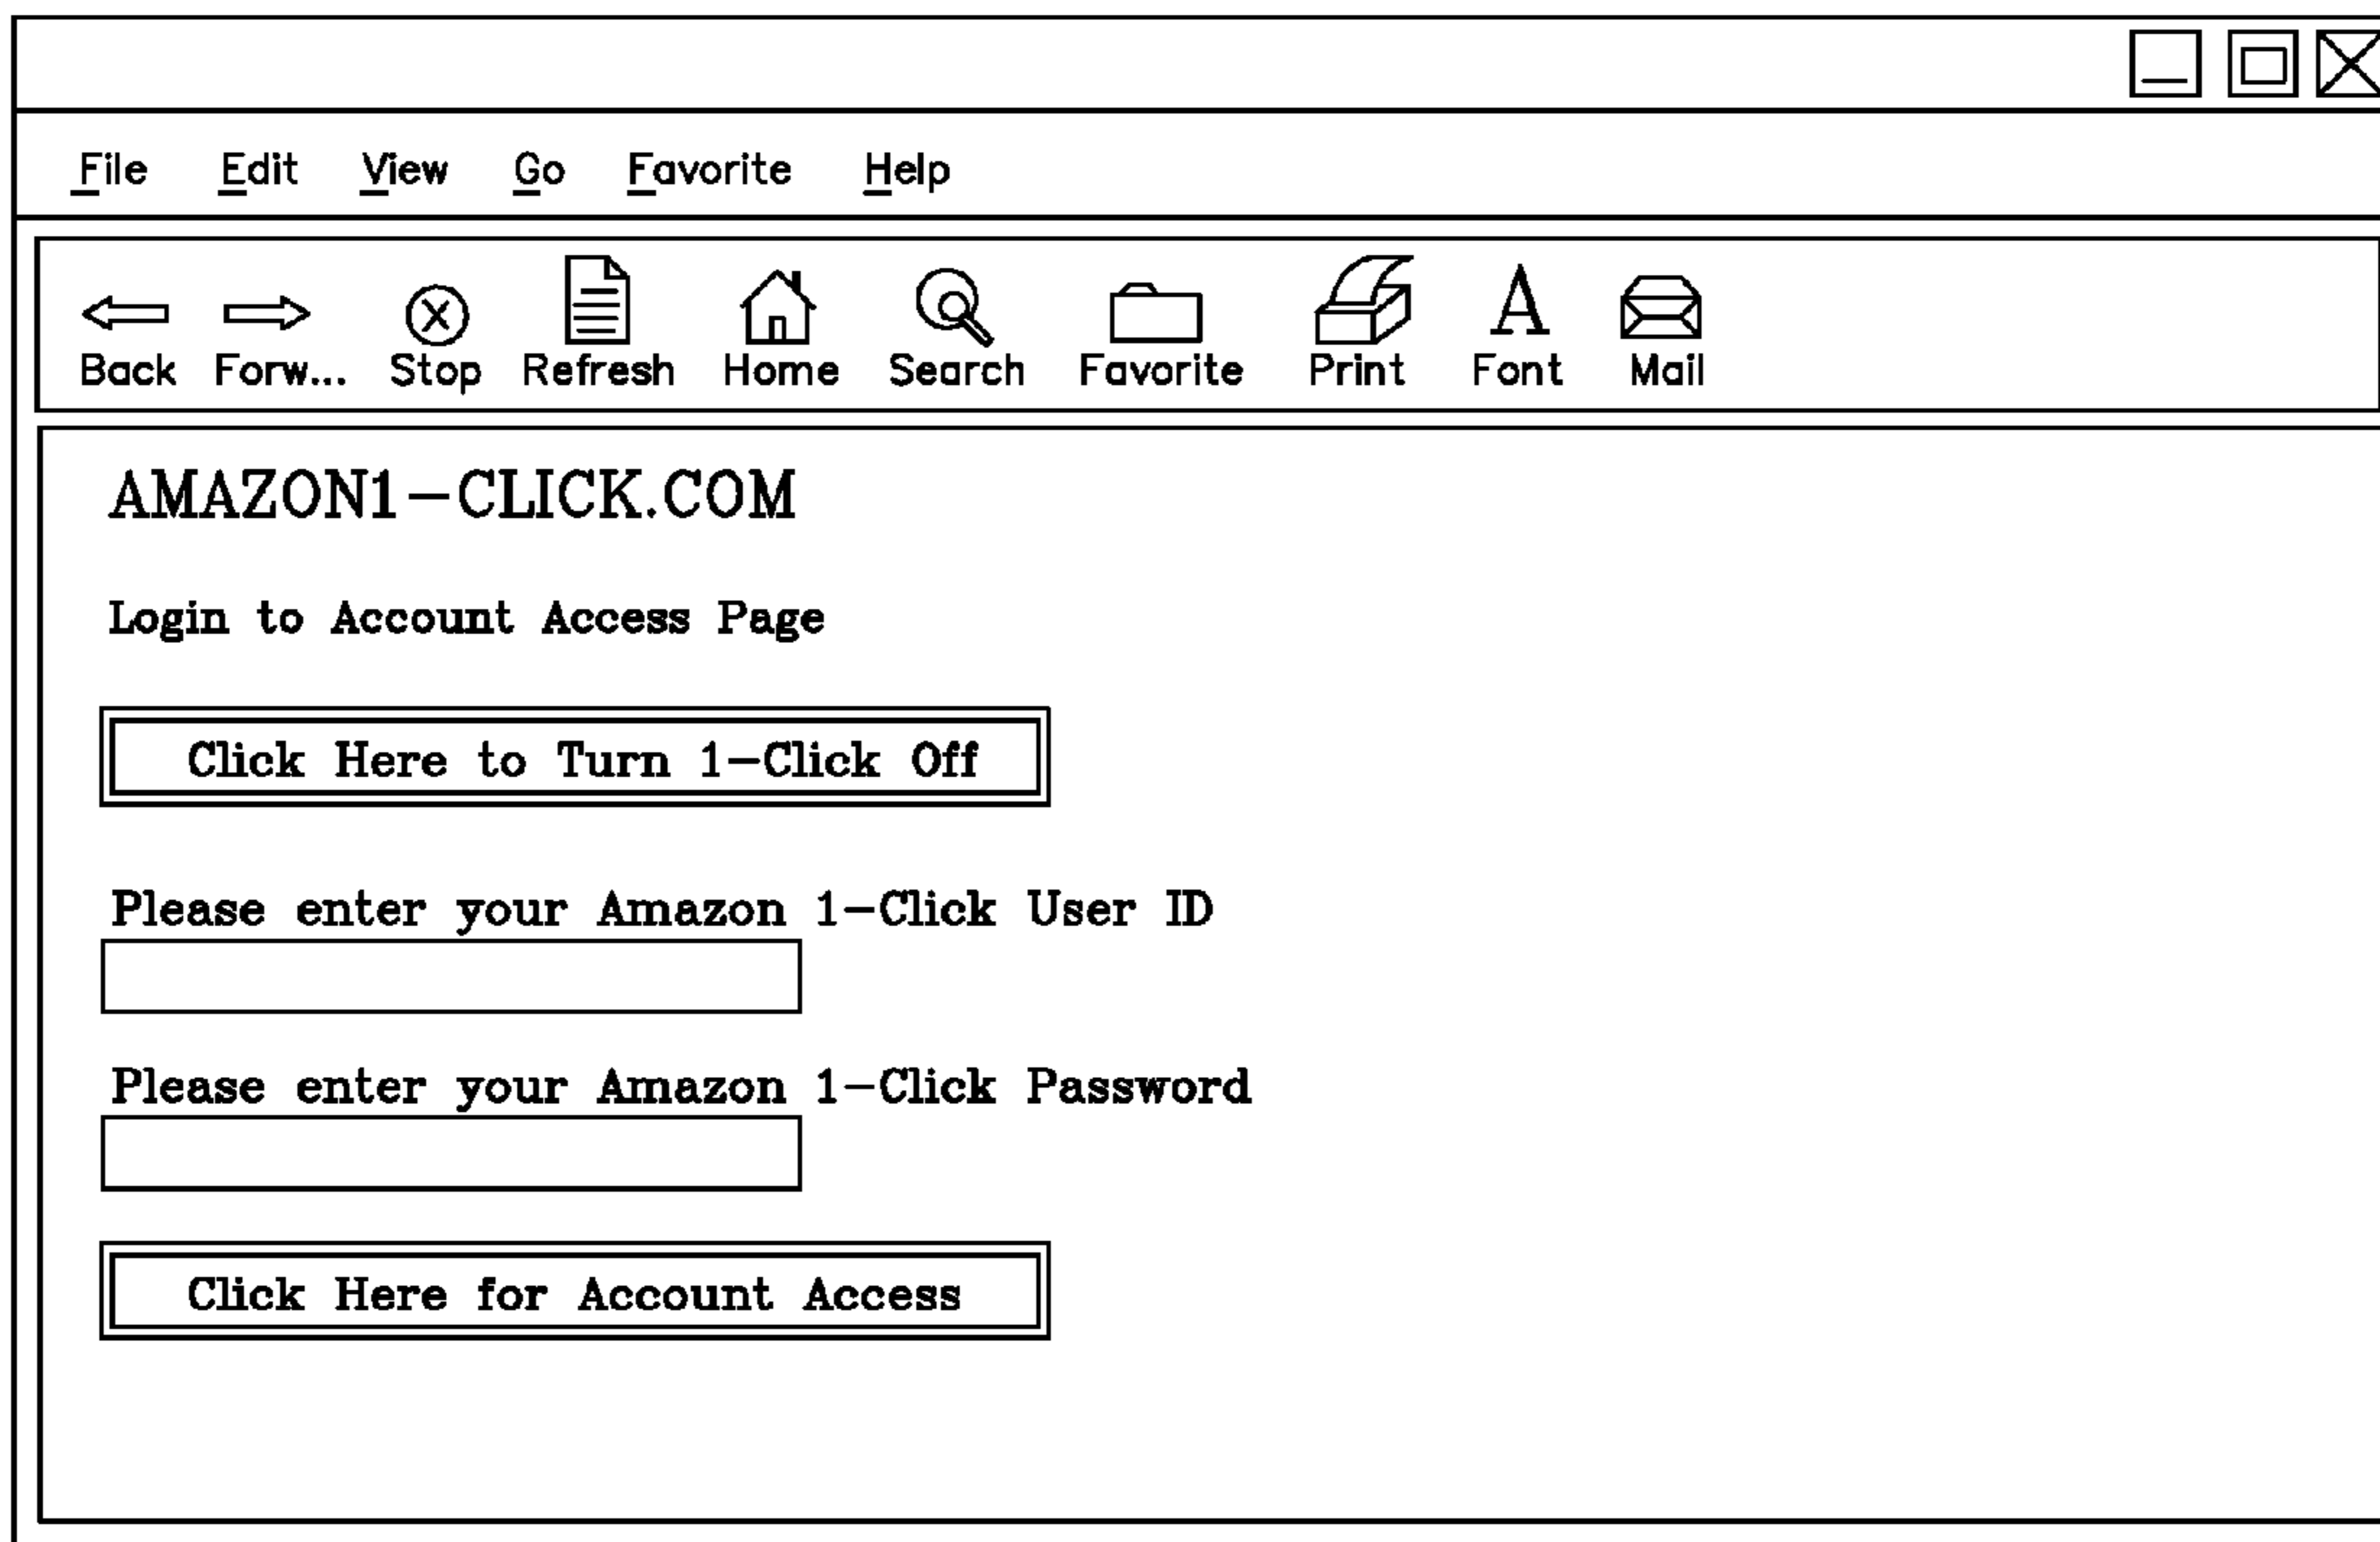 File Edit View Go Favorite Help
Back Forw... Stop Refresh Home Search Favorite Print Font Mail
AMAZON1-CLICK.COM
Login to Account Access Page
Click Here to Turn 1-Click Off
Please enter your Amazon 1-Click User ID
Please enter your Amazon 1-Click Password
Click Here for Account Access